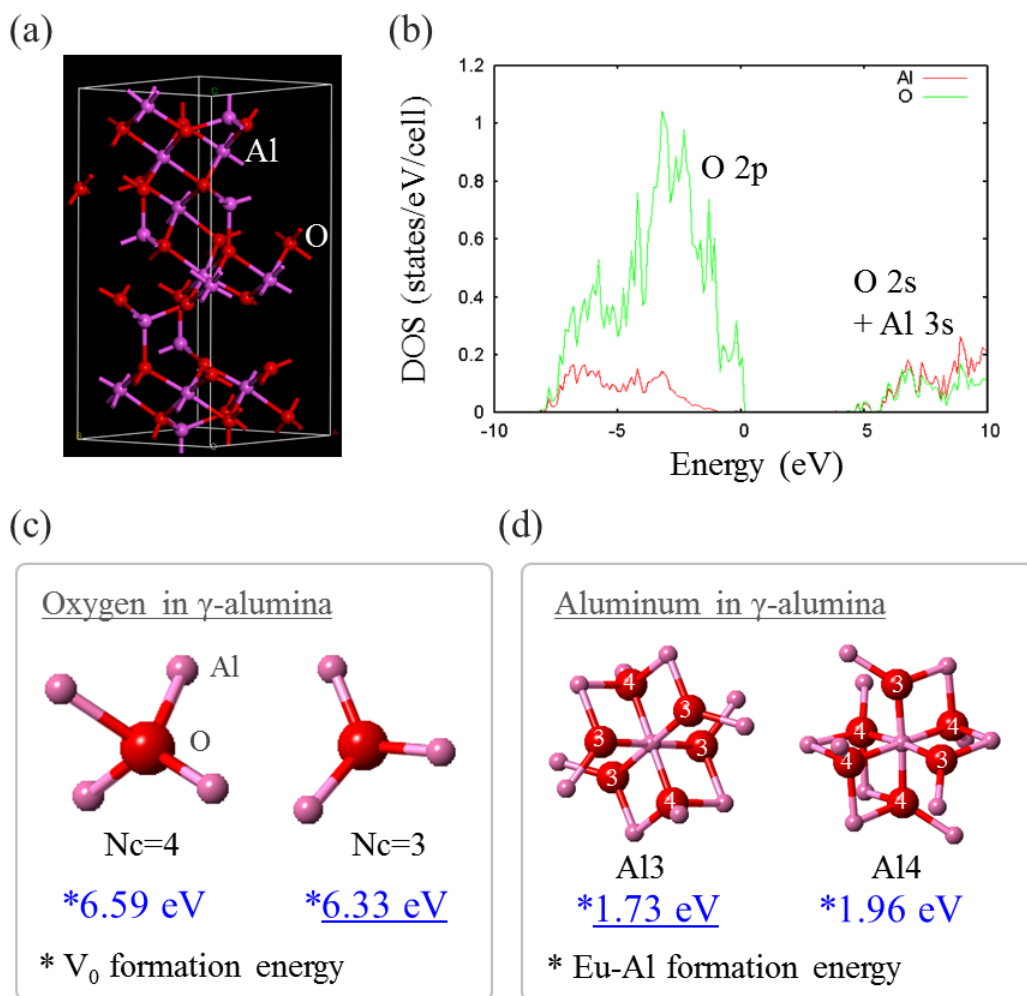 (a)
Al
O
(b)
DOS (states/eV/cell)
1.2
1
0.8
0.6
0.4
0.2
0
-10
-5
0
5
10
Energy (eV)
Al
O
O 2p
O 2s
+ Al 3s
(c)
Oxygen in γ-alumina
Al
O
Nc=4
Nc=3
*6.59 eV
*6.33 eV
* V₀ formation energy
(d)
Aluminum in γ-alumina
4
3
3
3
3
4
3
4
4
4
3
4
Al3
Al4
*1.73 eV
*1.96 eV
* Eu-Al formation energy